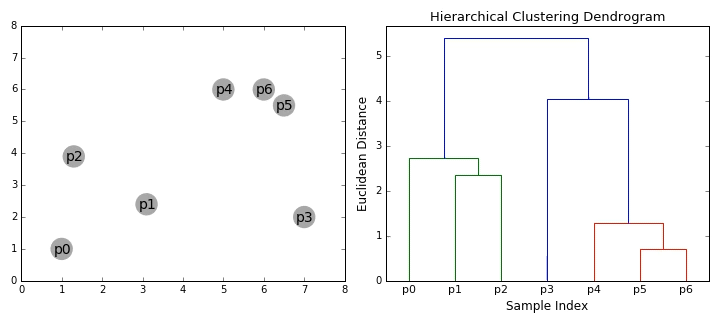 8
7
6
5
4
3
2
1
0
0 1 2 3 4 5 6 7 8
p4
p6
p5
p2
p1
p3
p0
Hierarchical Clustering Dendrogram
Euclidean Distance
5
4
3
2
1
0
p0 p1 p2 p3 p4 p5 p6
Sample Index